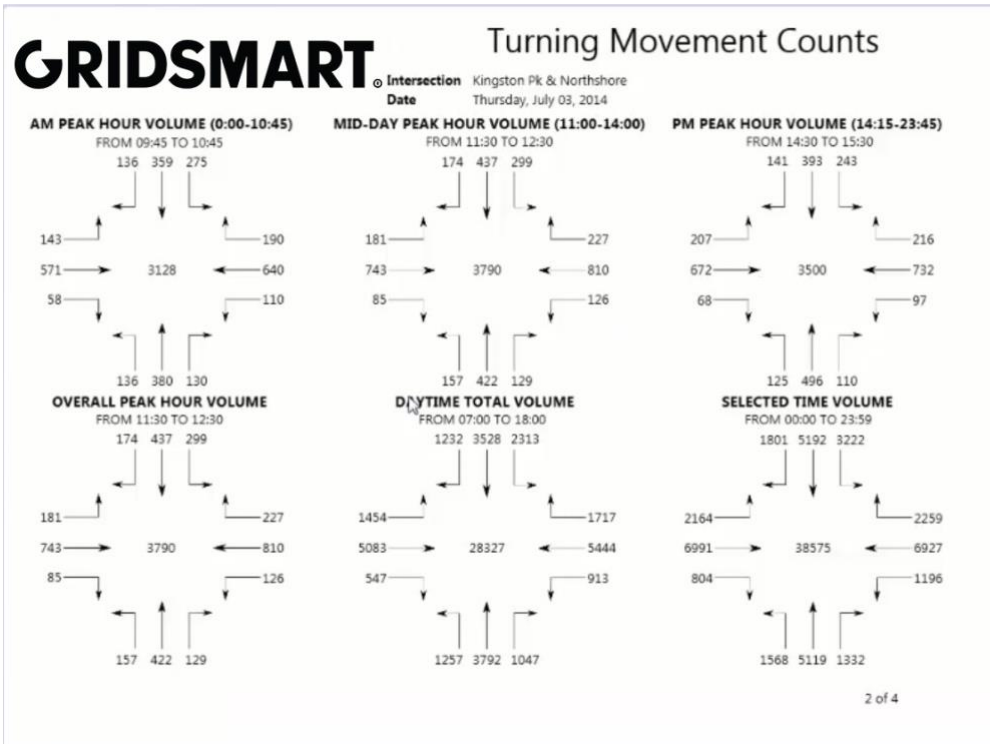 GRIDSMART®
Turning Movement Counts
Intersection Kingston Pk & Northshore
Date Thursday, July 03, 2014
AM PEAK HOUR VOLUME (0:00-10:45)
FROM 09:45 TO 10:45
136 359 275
143 190
571 3128 640
58 110
136 380 130
MID-DAY PEAK HOUR VOLUME (11:00-14:00)
FROM 11:30 TO 12:30
174 437 299
181 227
743 3790 810
85 126
157 422 129
PM PEAK HOUR VOLUME (14:15-23:45)
FROM 14:30 TO 15:30
141 393 243
207 216
672 3500 732
68 97
125 496 110
OVERALL PEAK HOUR VOLUME
FROM 11:30 TO 12:30
174 437 299
181 227
743 3790 810
85 126
157 422 129
DAYTIME TOTAL VOLUME
FROM 07:00 TO 18:00
1232 3528 2313
1454 1717
5083 28327 5444
547 913
1257 3792 1047
SELECTED TIME VOLUME
FROM 00:00 TO 23:59
1801 5192 3222
2164 2259
6991 38575 6927
804 1196
1568 5119 1332
2 of 4